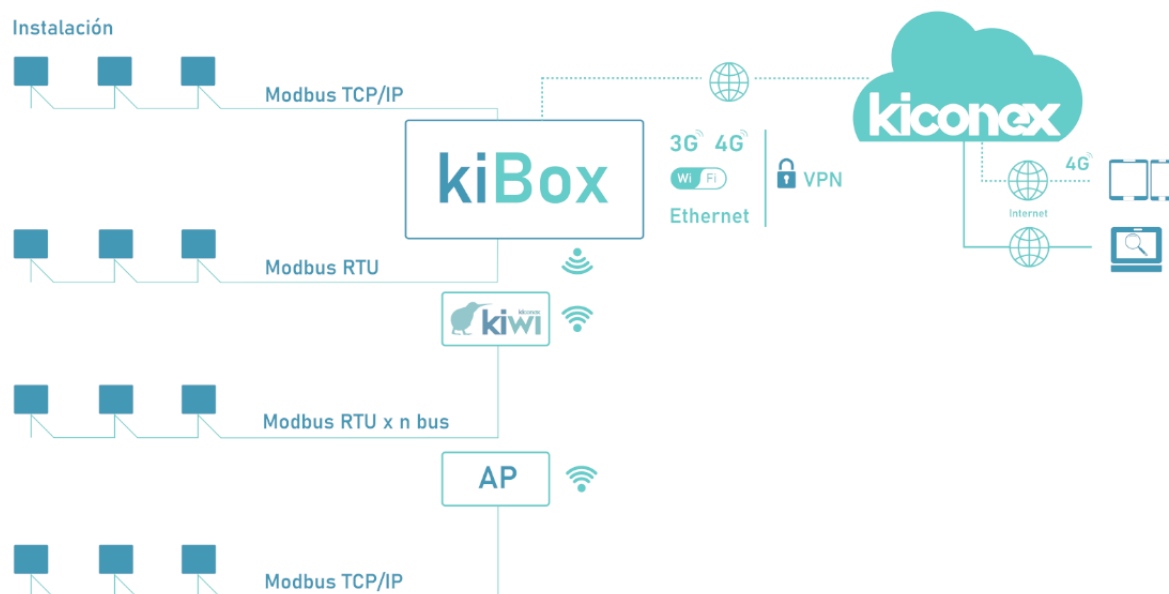 Instalación
Modbus TCP/IP
kiBox
3G 4G
Wi Fi
Ethernet
VPN
kiconex
4G
Internet
Modbus RTU
kiconex
kiwi
Modbus RTU x n bus
AP
Modbus TCP/IP